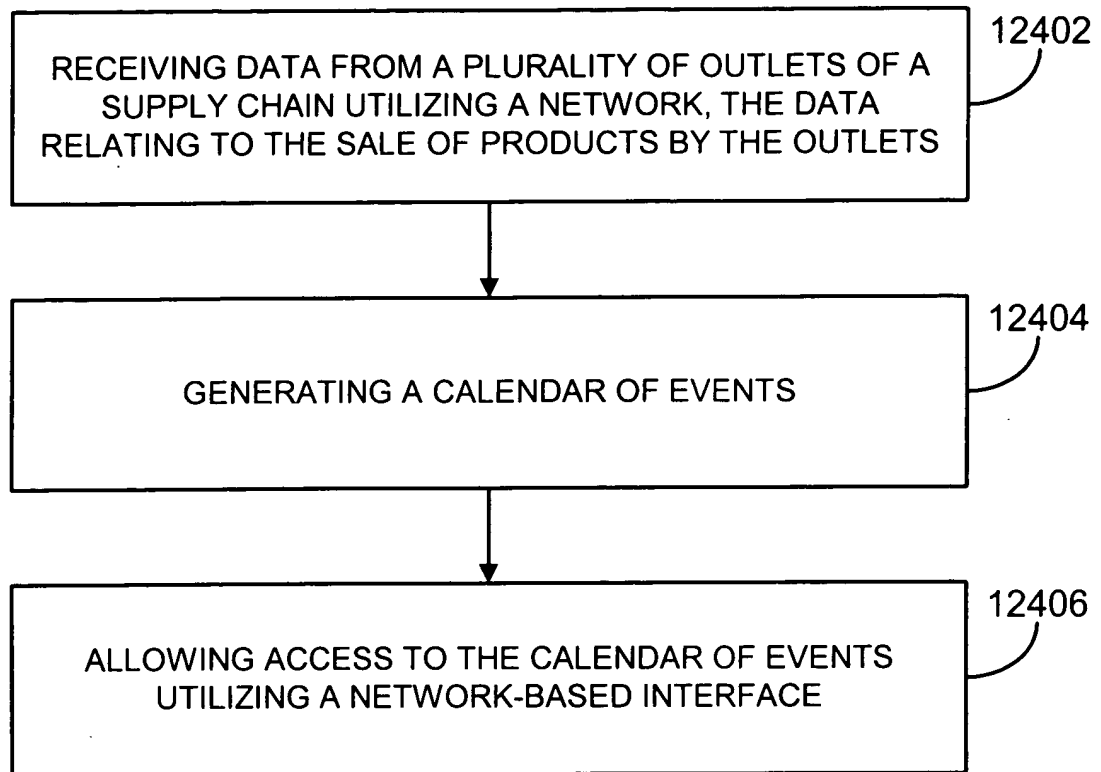 12402
RECEIVING DATA FROM A PLURALITY OF OUTLETS OF A
SUPPLY CHAIN UTILIZING A NETWORK, THE DATA
RELATING TO THE SALE OF PRODUCTS BY THE OUTLETS
12404
GENERATING A CALENDAR OF EVENTS
12406
ALLOWING ACCESS TO THE CALENDAR OF EVENTS
UTILIZING A NETWORK-BASED INTERFACE